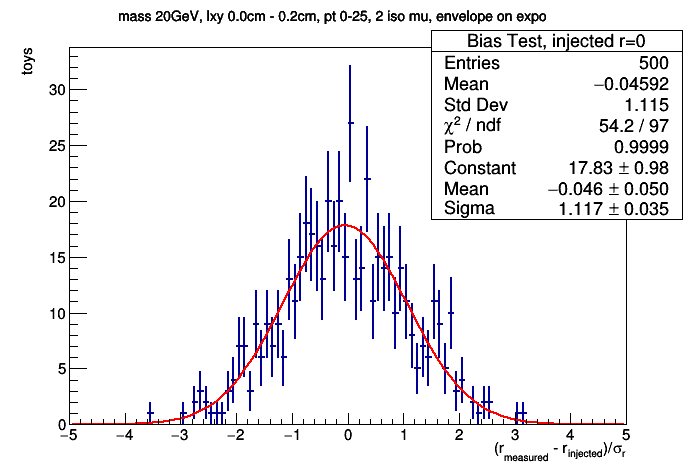 mass 20GeV, lxy 0.0cm - 0.2cm, pt 0-25, 2 iso mu, envelope on expo
Bias Test, injected r=0
Entries 500
Mean −0.04592
Std Dev 1.115
χ² / ndf 54.2 / 97
Prob 0.9999
Constant 17.83 ± 0.98
Mean −0.046 ± 0.050
Sigma 1.117 ± 0.035
toys
30
25
20
15
10
5
0
−5 −4 −3 −2 −1 0 1 2 3 4 5
(r_measured - r_injected)/σ_r